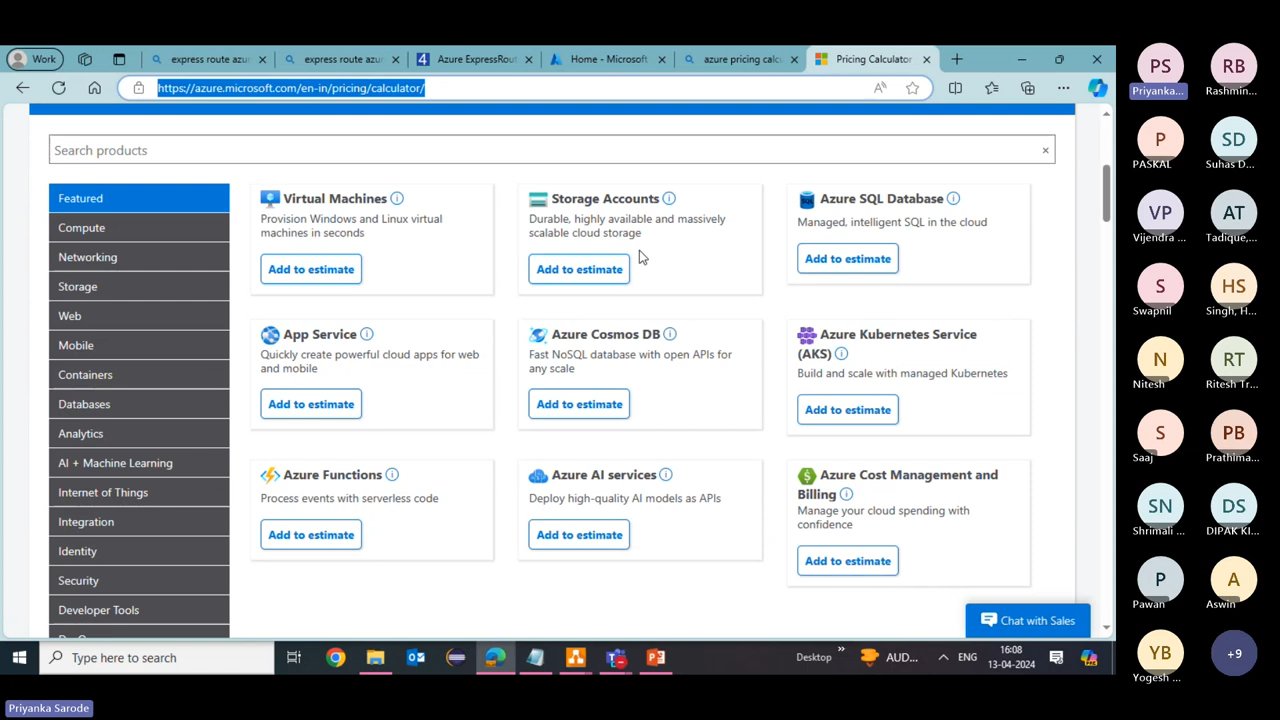 Work
express route azur
express route azur
Azure ExpressRout
Home - Microsoft
azure pricing calcu
Pricing Calculator
https://azure.microsoft.com/en-in/pricing/calculator/
Search products
Featured
Compute
Networking
Storage
Web
Mobile
Containers
Databases
Analytics
AI + Machine Learning
Internet of Things
Integration
Identity
Security
Developer Tools
Virtual Machines
Provision Windows and Linux virtual
machines in seconds
Add to estimate
Storage Accounts
Durable, highly available and massively
scalable cloud storage
Add to estimate
Azure SQL Database
SQL
Managed, intelligent SQL in the cloud
Add to estimate
App Service
Quickly create powerful cloud apps for web
and mobile
Add to estimate
Azure Cosmos DB
Fast NoSQL database with open APIs for
any scale
Add to estimate
Azure Kubernetes Service
(AKS)
Build and scale with managed Kubernetes
Add to estimate
Azure Functions
Process events with serverless code
Add to estimate
Azure AI services
Deploy high-quality AI models as APIs
Add to estimate
Azure Cost Management and
Billing
Manage your cloud spending with
confidence
Add to estimate
Chat with Sales
Type here to search
Desktop
AUD...
ENG
16:08
13-04-2024
Priyanka Sarode
PS
Priyanka...
RB
Rashmin...
P
PASKAL
SD
Suhas D...
VP
Vijendra ...
AT
Tadique,...
S
Swapnil
HS
Singh, H...
N
Nitesh
RT
Ritesh Tr...
S
Saaj
PB
Prathima...
SN
Shrimali ...
DS
DIPAK KI...
P
Pawan
A
Aswin
YB
Yogesh ...
+9